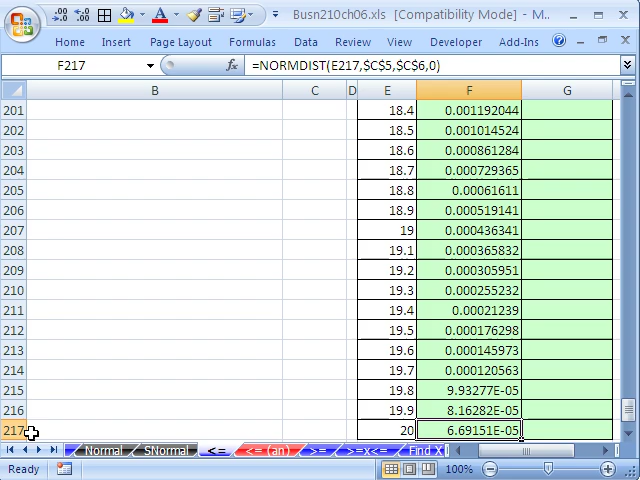 Busn210ch06.xls [Compatibility Mode] - M...
Home Insert Page Layout Formulas Data Review View Developer Add-Ins
F217 fx =NORMDIST(E217,$C$5,$C$6,0)
B C D E F G
201 18.4 0.001192044
202 18.5 0.001014524
203 18.6 0.000861284
204 18.7 0.000729365
205 18.8 0.00061611
206 18.9 0.000519141
207 19 0.000436341
208 19.1 0.000365832
209 19.2 0.000305951
210 19.3 0.000255232
211 19.4 0.00021239
212 19.5 0.000176298
213 19.6 0.000145973
214 19.7 0.000120563
215 19.8 9.93277E-05
216 19.9 8.16282E-05
217 20 6.69151E-05
Normal SNormal <= <= (an) >= >=x<= Find X
Ready 100%